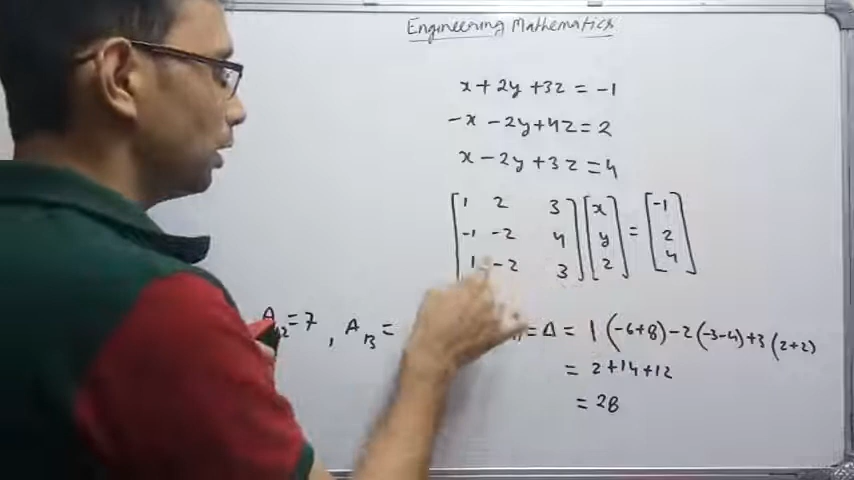 Engineering Mathematics
x + 2y + 3z = -1
-x - 2y + 4z = 2
x - 2y + 3z = 4
[1 2 3] [x] = [-1]
[-1 -2 4] [y] [2]
[1 -2 3] [z] [4]
= 7 , A13 = = Δ = 1 (-6+8) -2(-3-4)+3(2+2)
= 2+14+12
= 28